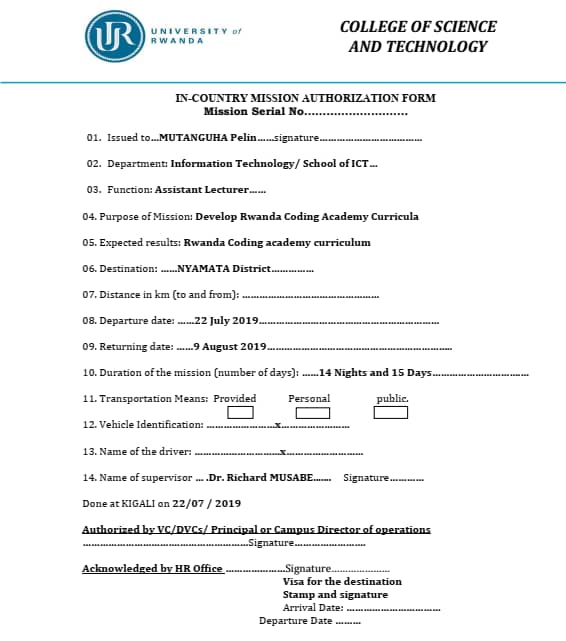 UR
UNIVERSITY of
RWANDA
COLLEGE OF SCIENCE
AND TECHNOLOGY
IN-COUNTRY MISSION AUTHORIZATION FORM
Mission Serial No............................
01. Issued to...MUTANGUHA Pelin......signature....................................
02. Department: Information Technology/ School of ICT...
03. Function: Assistant Lecturer......
04. Purpose of Mission: Develop Rwanda Coding Academy Curricula
05. Expected results: Rwanda Coding academy curriculum
06. Destination: ......NYAMATA District...............
07. Distance in km (to and from): ................................................
08. Departure date: ......22 July 2019...............................................................
09. Returning date: ......9 August 2019.................................................................
10. Duration of the mission (number of days): ......14 Nights and 15 Days..................................
11. Transportation Means: Provided Personal public.
12. Vehicle Identification: ........................x........................
13. Name of the driver: ..............................x...........................
14. Name of supervisor ... .Dr. Richard MUSABE....... Signature............
Done at KIGALI on 22/07 / 2019
Authorized by VC/DVCs/ Principal or Campus Director of operations
..........................................................Signature.........................
Acknowledged by HR Office .....................Signature....................
Visa for the destination
Stamp and signature
Arrival Date: .................................
Departure Date .........